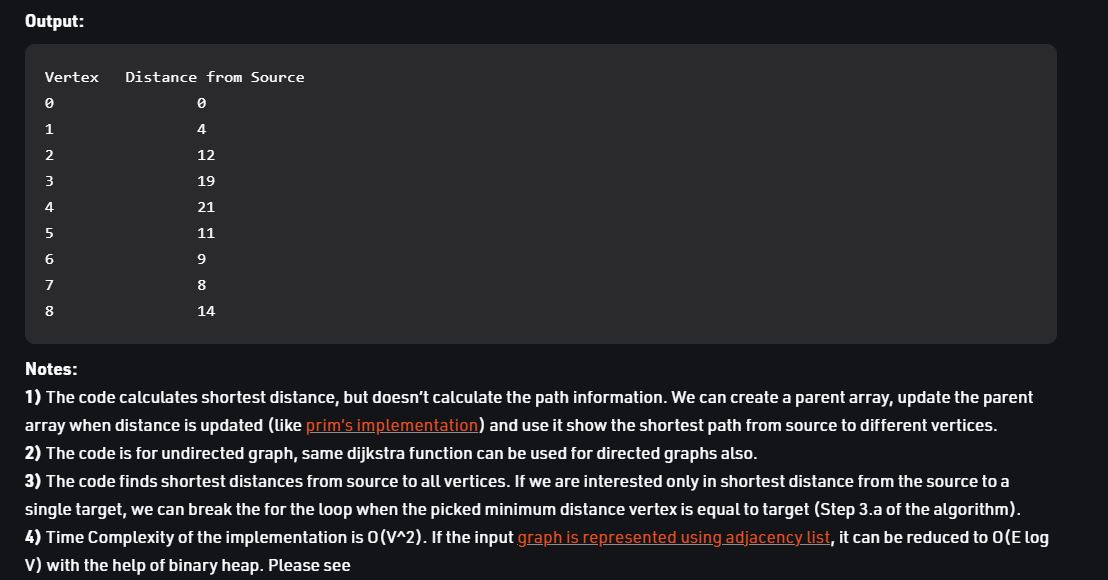 Output:
Vertex   Distance from Source
0                 0
1                 4
2                 12
3                 19
4                 21
5                 11
6                 9
7                 8
8                 14
Notes:
1) The code calculates shortest distance, but doesn't calculate the path information. We can create a parent array, update the parent
array when distance is updated (like prim's implementation) and use it show the shortest path from source to different vertices.
2) The code is for undirected graph, same dijkstra function can be used for directed graphs also.
3) The code finds shortest distances from source to all vertices. If we are interested only in shortest distance from the source to a
single target, we can break the for the loop when the picked minimum distance vertex is equal to target (Step 3.a of the algorithm).
4) Time Complexity of the implementation is O(V^2). If the input graph is represented using adjacency list, it can be reduced to O(E log
V) with the help of binary heap. Please see